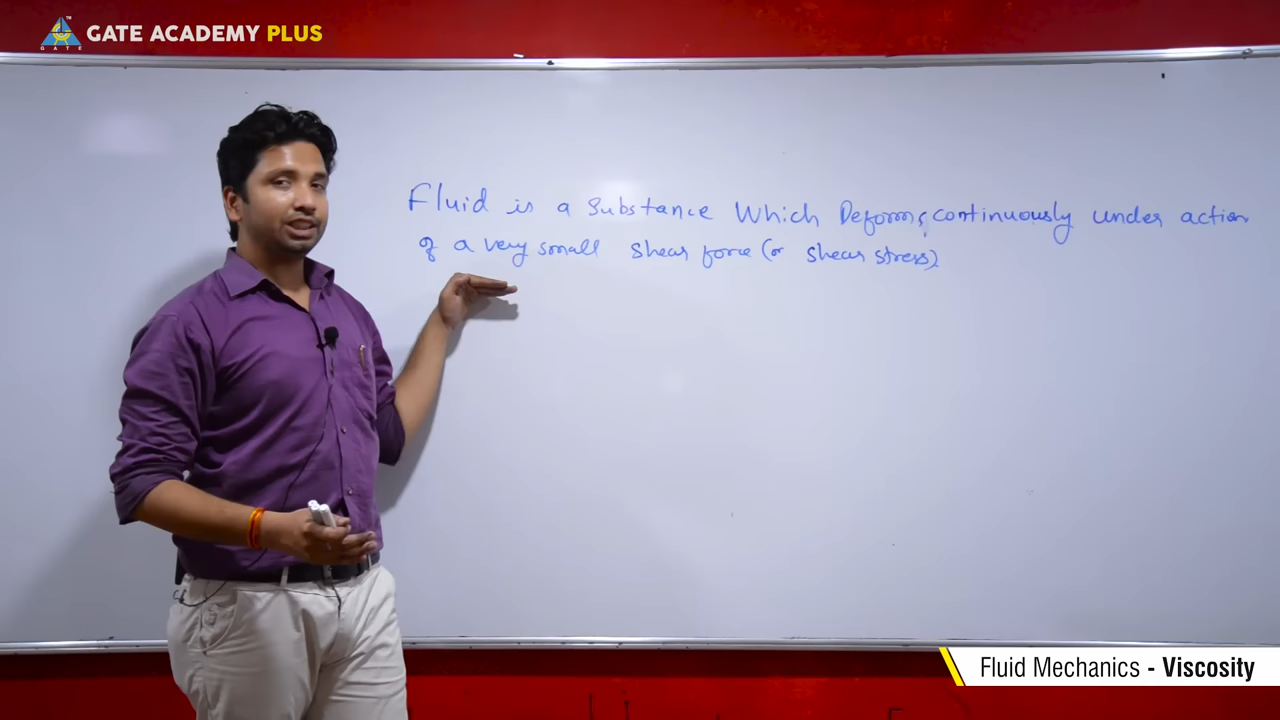 GATE ACADEMY PLUS
GATE
Fluid is a Substance Which Deforms continuously under action
of a very small shear force (or shear stress)
Fluid Mechanics - Viscosity